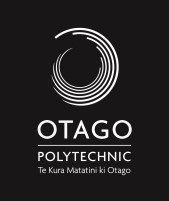 OTAGO
POLYTECHNIC
Te Kura Matatini ki Otago